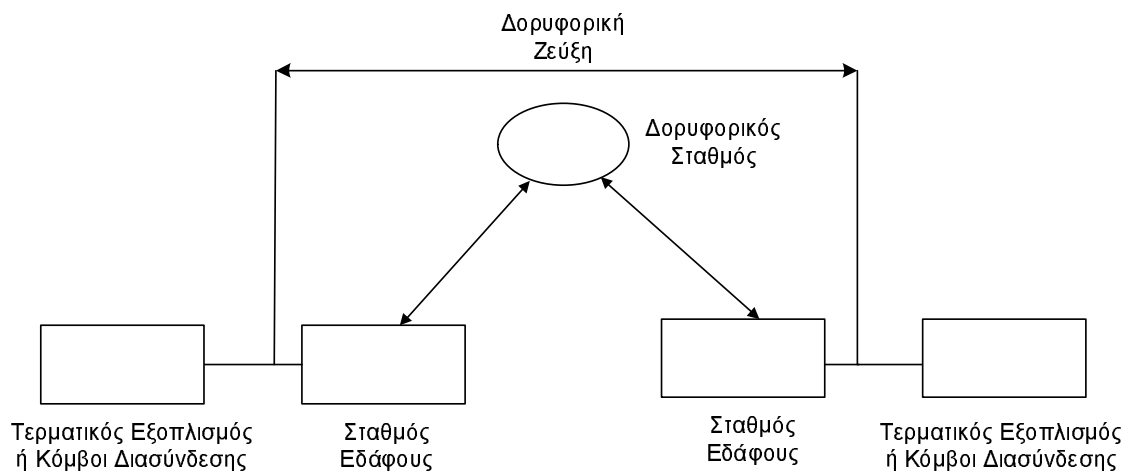 Δορυφορική
Ζεύξη
Δορυφορικός
Σταθμός
Τερματικός Εξοπλισμός
ή Κόμβοι Διασύνδεσης
Σταθμός
Εδάφους
Σταθμός
Εδάφους
Τερματικός Εξοπλισμός
ή Κόμβοι Διασύνδεσης